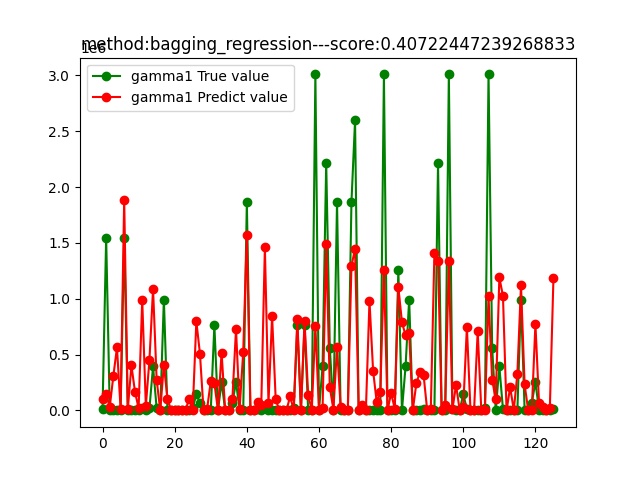 method:bagging_regression---score:0.40722447239268833
1e6
gamma1 True value
gamma1 Predict value
3.0
2.5
2.0
1.5
1.0
0.5
0.0
0 20 40 60 80 100 120